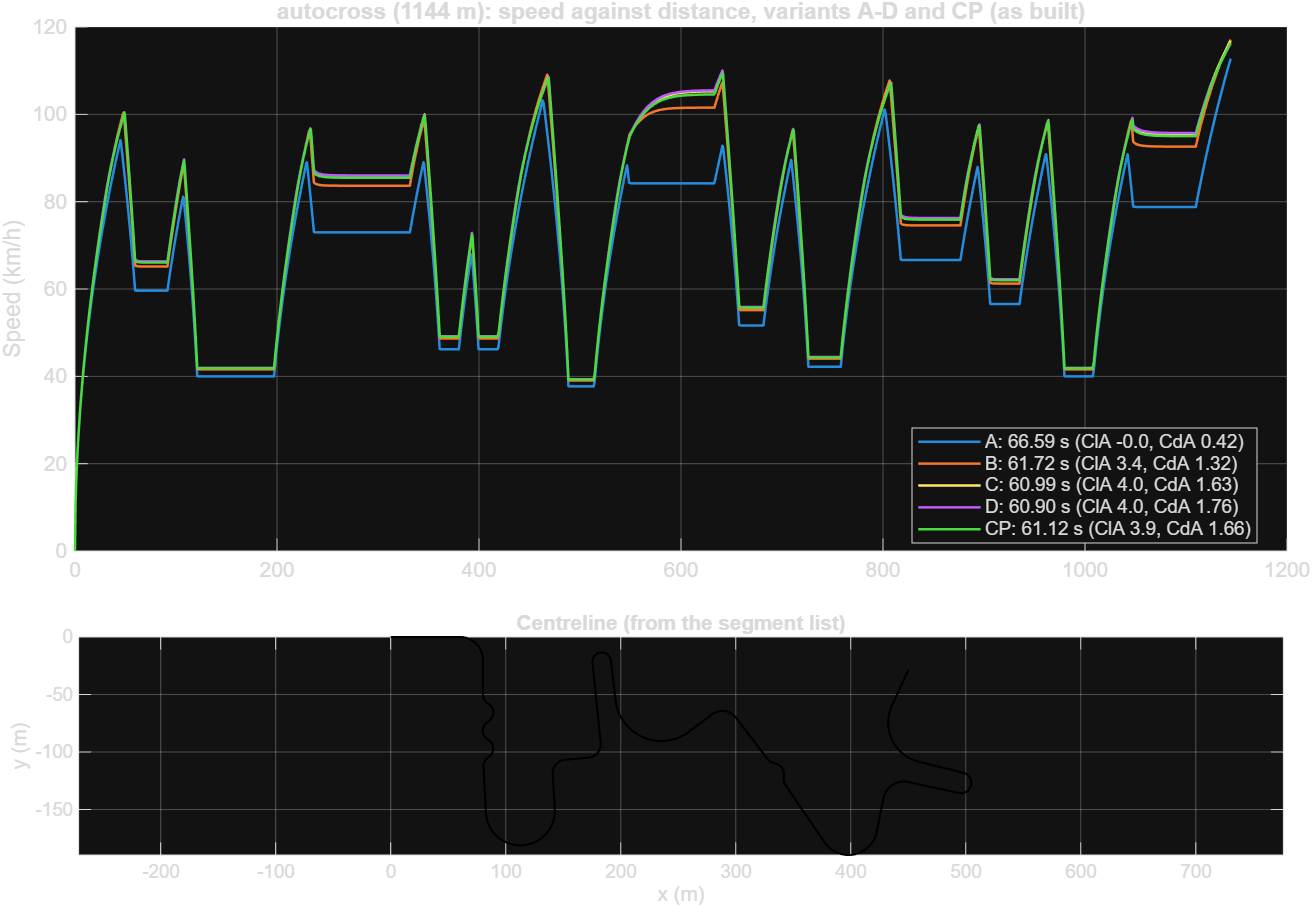 autocross (1144 m): speed against distance, variants A-D and CP (as built)
120
100
80
60
40
20
0
Speed (km/h)
A: 66.59 s (ClA -0.0, CdA 0.42)
B: 61.72 s (ClA 3.4, CdA 1.32)
C: 60.99 s (ClA 4.0, CdA 1.63)
D: 60.90 s (ClA 4.0, CdA 1.76)
CP: 61.12 s (ClA 3.9, CdA 1.66)
0 200 400 600 800 1000 1200
Centreline (from the segment list)
0
-50
-100
-150
y (m)
-200 -100 0 100 200 300 400 500 600 700
x (m)